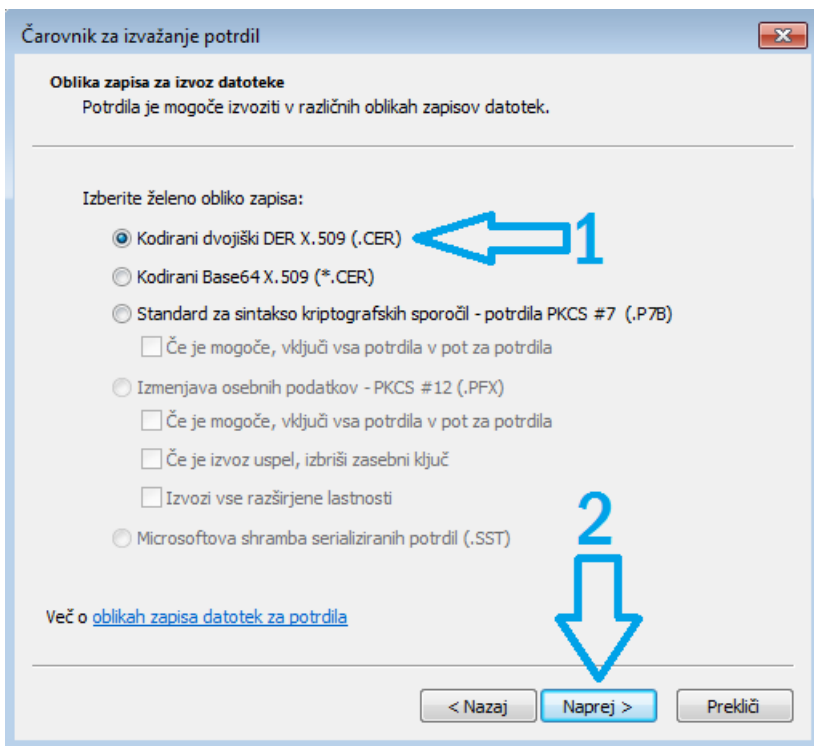 Čarovnik za izvažanje potrdil
Oblika zapisa za izvoz datoteke
Potrdila je mogoče izvoziti v različnih oblikah zapisov datotek.
Izberite želeno obliko zapisa:
Kodirani dvojiški DER X.509 (.CER)
1
Kodirani Base64 X.509 (*.CER)
Standard za sintakso kriptografskih sporočil - potrdila PKCS #7 (.P7B)
Če je mogoče, vključi vsa potrdila v pot za potrdila
Izmenjava osebnih podatkov - PKCS #12 (.PFX)
Če je mogoče, vključi vsa potrdila v pot za potrdila
Če je izvoz uspel, izbriši zasebni ključ
Izvozi vse razširjene lastnosti
2
Microsoftova shramba serializiranih potrdil (.SST)
Več o oblikah zapisa datotek za potrdila
< Nazaj Naprej > Prekliči